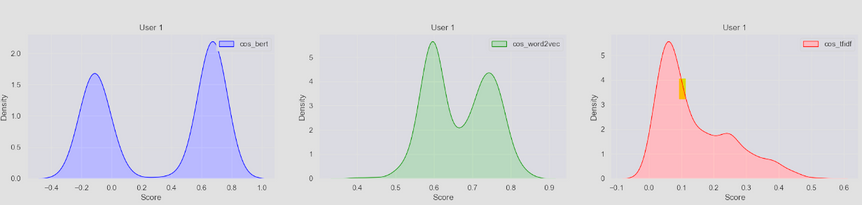 User 1
cos_bert
2.0
1.5
1.0
0.5
0.0
Density
−0.4 −0.2 0.0 0.2 0.4 0.6 0.8 1.0
Score
User 1
cos_word2vec
5
4
3
2
1
0
Density
0.4 0.5 0.6 0.7 0.8 0.9
Score
User 1
cos_tfidf
5
4
3
2
1
0
Density
−0.1 0.0 0.1 0.2 0.3 0.4 0.5 0.6
Score